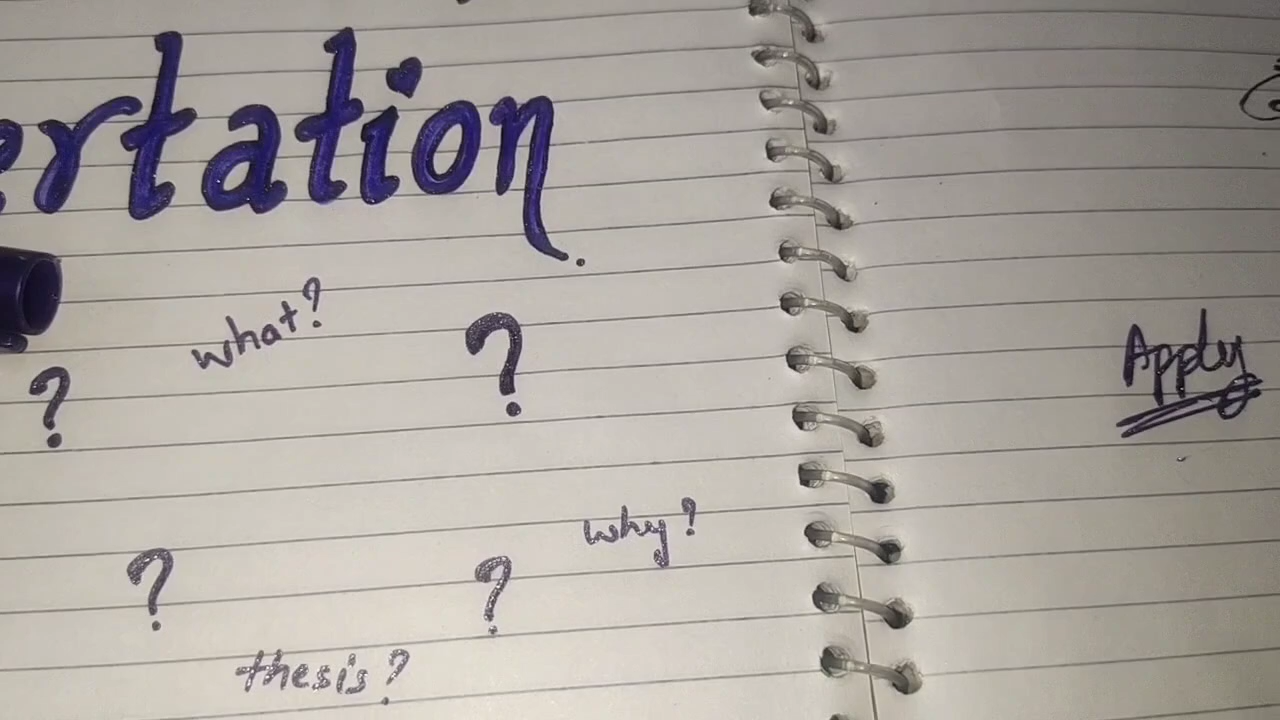 ertation.
what?
?
?
Apply
why?
?
?
thesis?